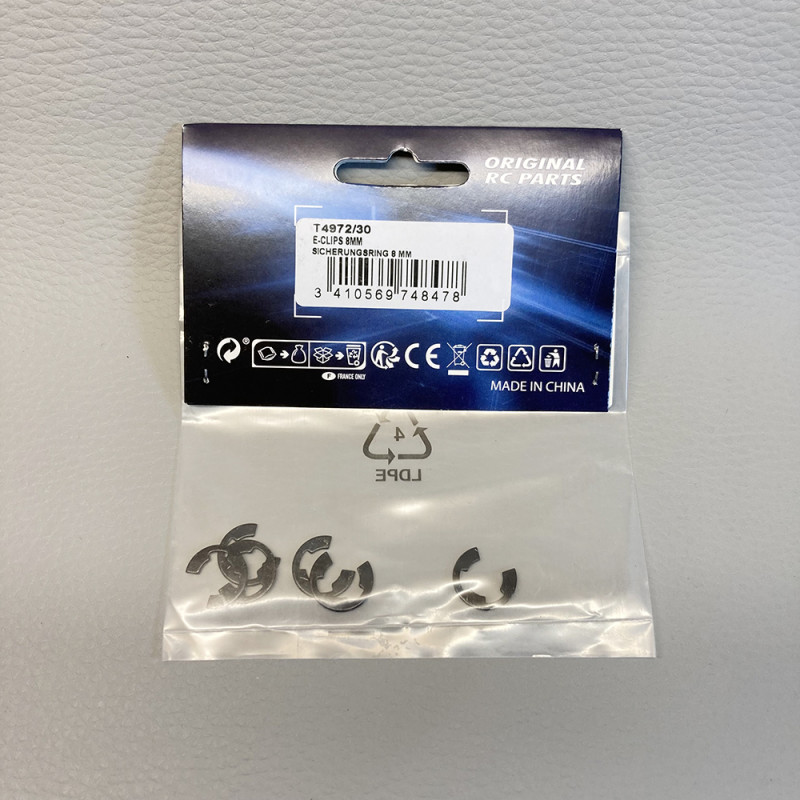 ORIGINAL
RC PARTS
T4972/30
E-CLIPS 8MM
SICHERUNGSRING 8 MM
3 410569 748478
®
CE
F FRANCE ONLY
MADE IN CHINA
4
LDPE